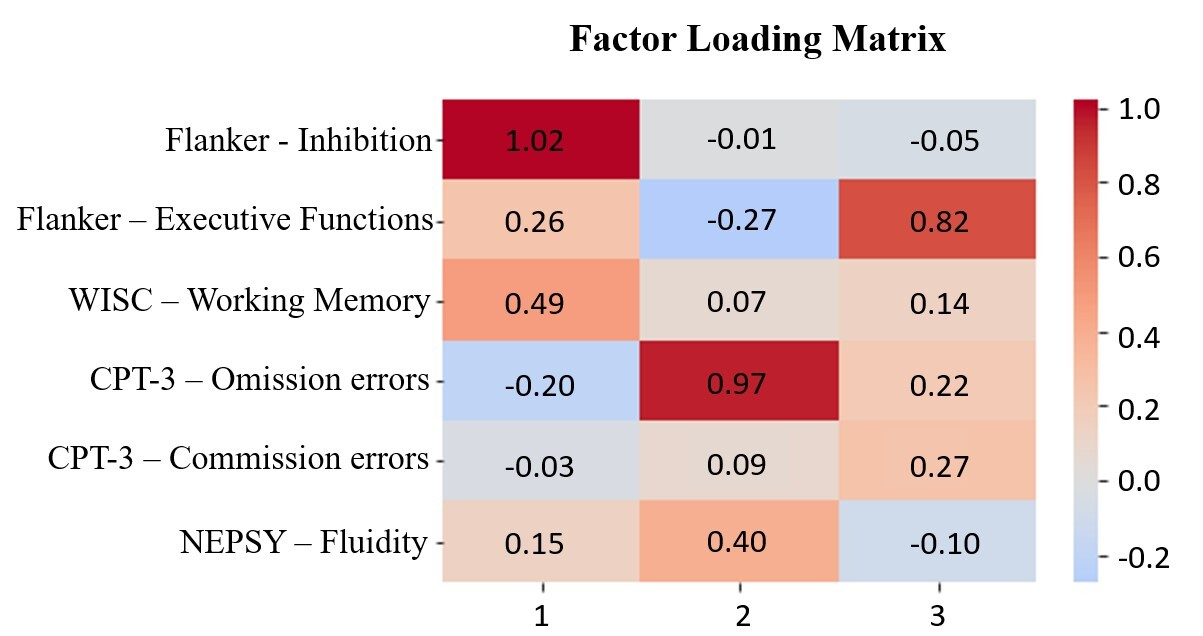 Factor Loading Matrix
Flanker - Inhibition 1.02 -0.01 -0.05
Flanker – Executive Functions 0.26 -0.27 0.82
WISC – Working Memory 0.49 0.07 0.14
CPT-3 – Omission errors -0.20 0.97 0.22
CPT-3 – Commission errors -0.03 0.09 0.27
NEPSY – Fluidity 0.15 0.40 -0.10
1 2 3
1.0
0.8
0.6
0.4
0.2
0.0
-0.2